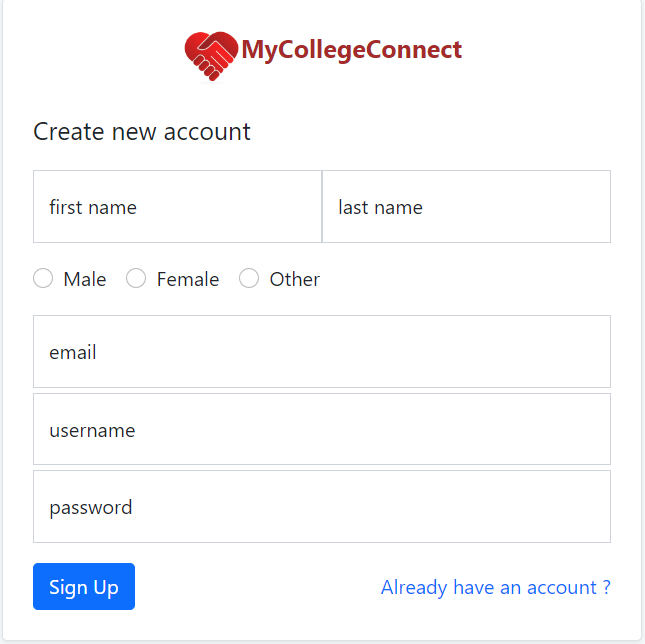 MyCollegeConnect
Create new account
first name last name
Male Female Other
email
username
password
Sign Up Already have an account ?